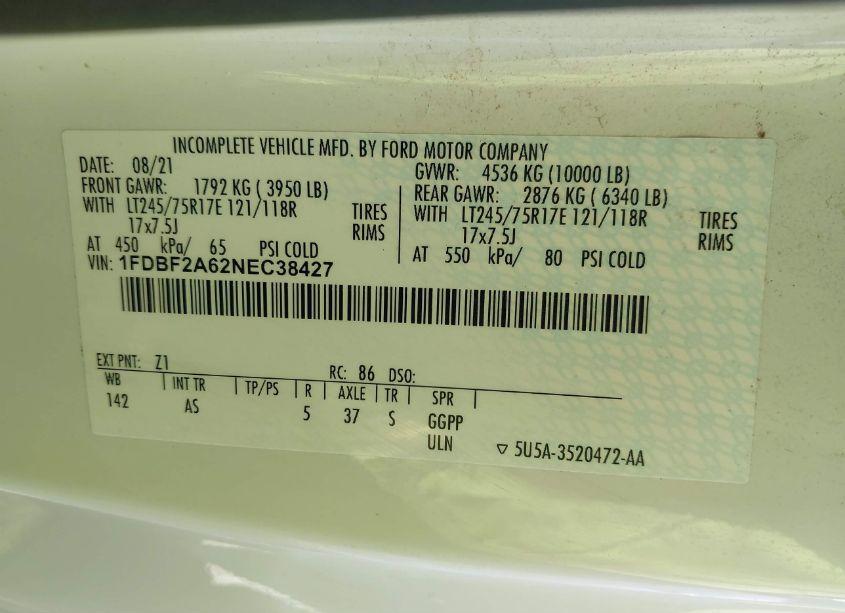 INCOMPLETE VEHICLE MFD. BY FORD MOTOR COMPANY
DATE: 08/21 GVWR: 4536 KG (10000 LB)
FRONT GAWR: 1792 KG ( 3950 LB) REAR GAWR: 2876 KG ( 6340 LB)
WITH LT245/75R17E 121/118R TIRES WITH LT245/75R17E 121/118R TIRES
17x7.5J RIMS 17x7.5J RIMS
AT 450 kPa/ 65 PSI COLD AT 550 kPa/ 80 PSI COLD
VIN: 1FDBF2A62NEC38427
EXT PNT: Z1 RC: 86 DSO:
WB INT TR TP/PS R AXLE TR SPR
142 AS 5 37 S GGPP
ULN ▽ 5U5A-3520472-AA